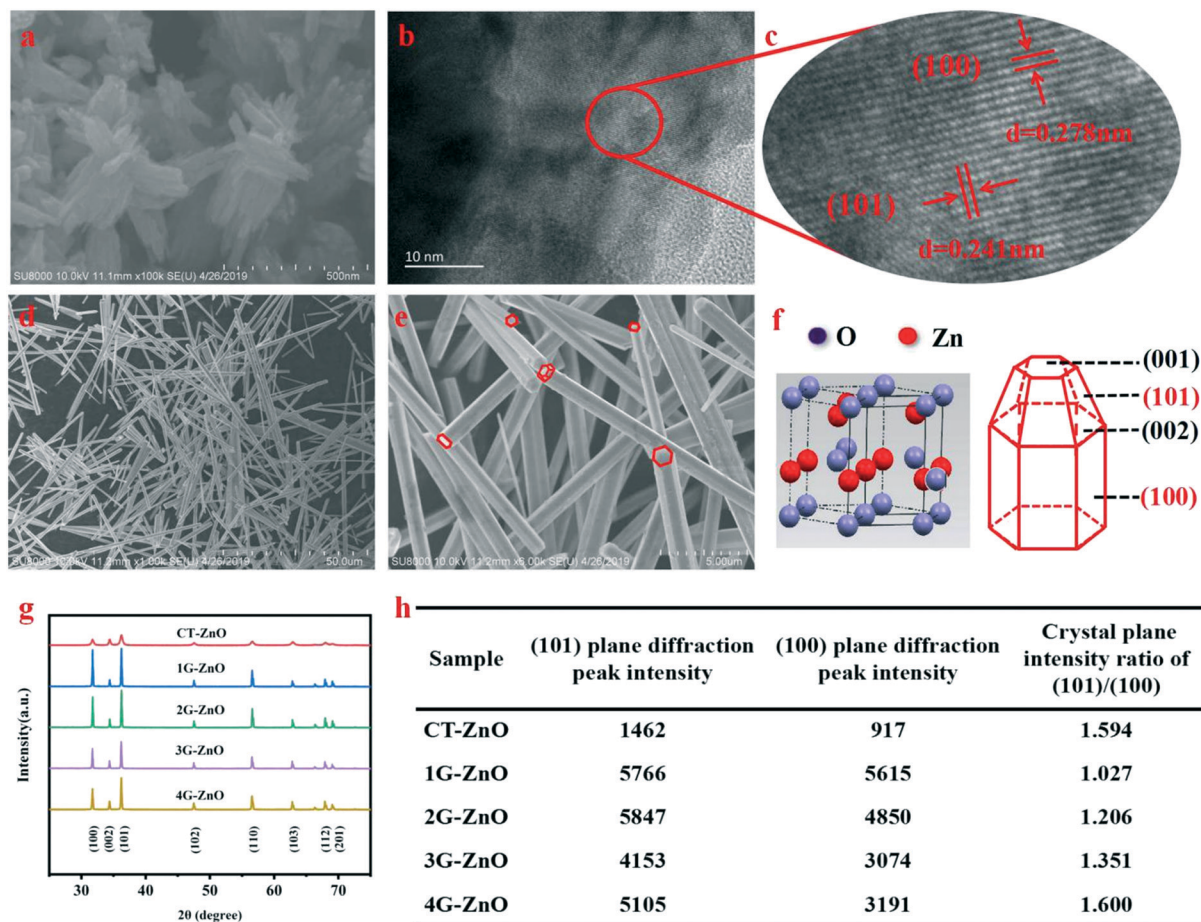 a
SU8000 10.0kV 11.1mm x100k SE(U) 4/26/2019
500nm
b
10 nm
c
(100)
d=0.278nm
(101)
d=0.241nm
d
SU8000 10.0kV 11.3mm x1.00k SE(U) 4/26/2019
50.0um
e
SU8000 10.0kV 11.2mm x6.00k SE(U) 4/26/2019
5.00um
f
O Zn
(001)
(101)
(002)
(100)
g
CT-ZnO
1G-ZnO
2G-ZnO
3G-ZnO
4G-ZnO
Intensity(a.u.)
(100) (002) (101) (102) (110) (103) (112) (201)
30 40 50 60 70
2θ (degree)
h
Sample (101) plane diffraction peak intensity (100) plane diffraction peak intensity Crystal plane intensity ratio of (101)/(100)
CT-ZnO 1462 917 1.594
1G-ZnO 5766 5615 1.027
2G-ZnO 5847 4850 1.206
3G-ZnO 4153 3074 1.351
4G-ZnO 5105 3191 1.600